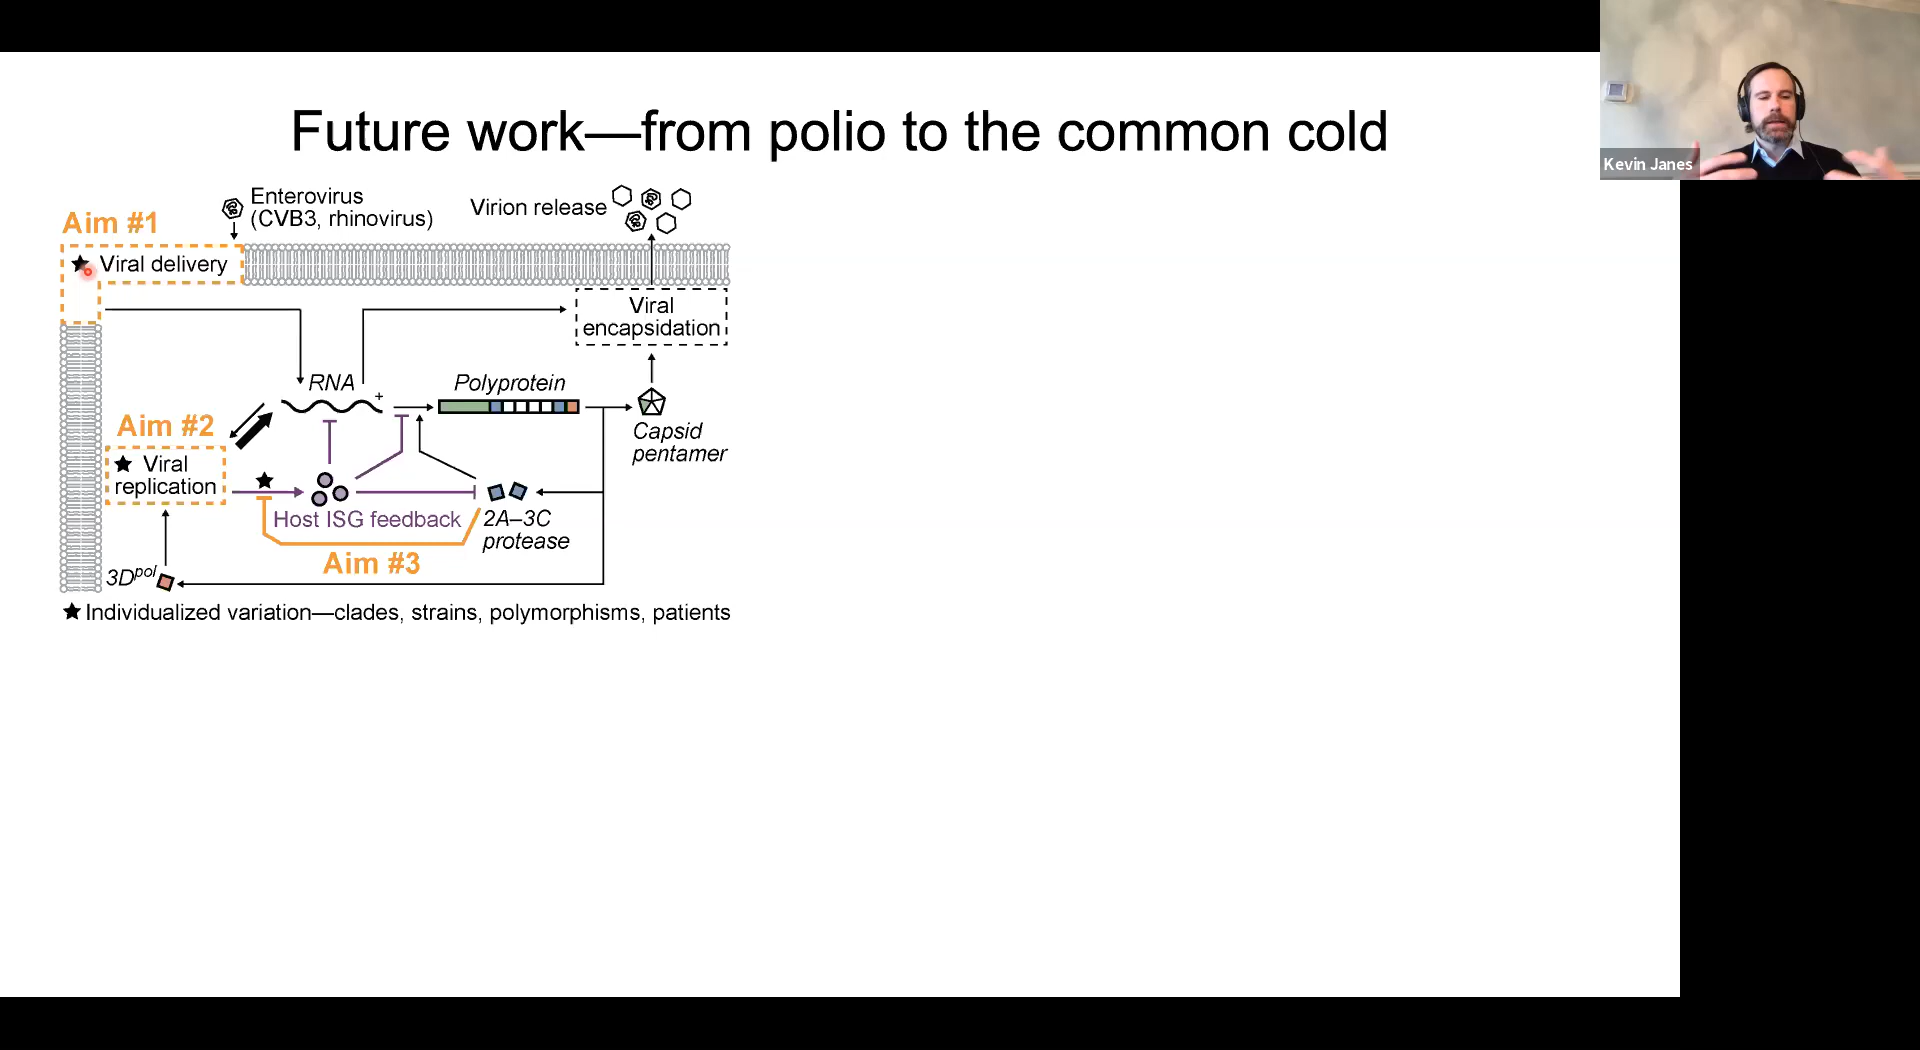 Kevin Janes
Future work—from polio to the common cold
Enterovirus
(CVB3, rhinovirus)
Virion release
Aim #1
Viral delivery
Viral
encapsidation
RNA
+
Polyprotein
Capsid
pentamer
Aim #2
Viral
replication
Host ISG feedback
2A–3C
protease
Aim #3
3Dpol
Individualized variation—clades, strains, polymorphisms, patients